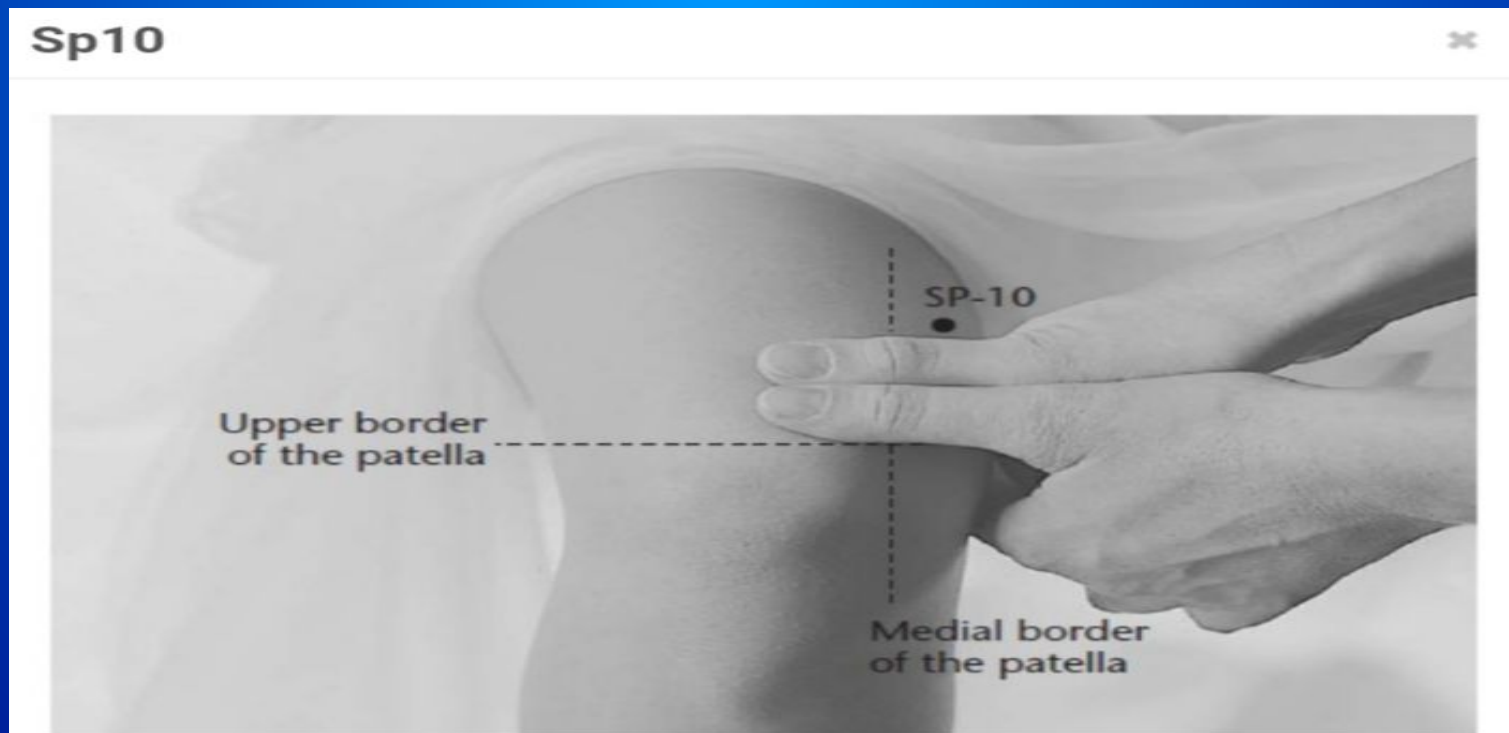 Sp10
SP-10
Upper border
of the patella
Medial border
of the patella